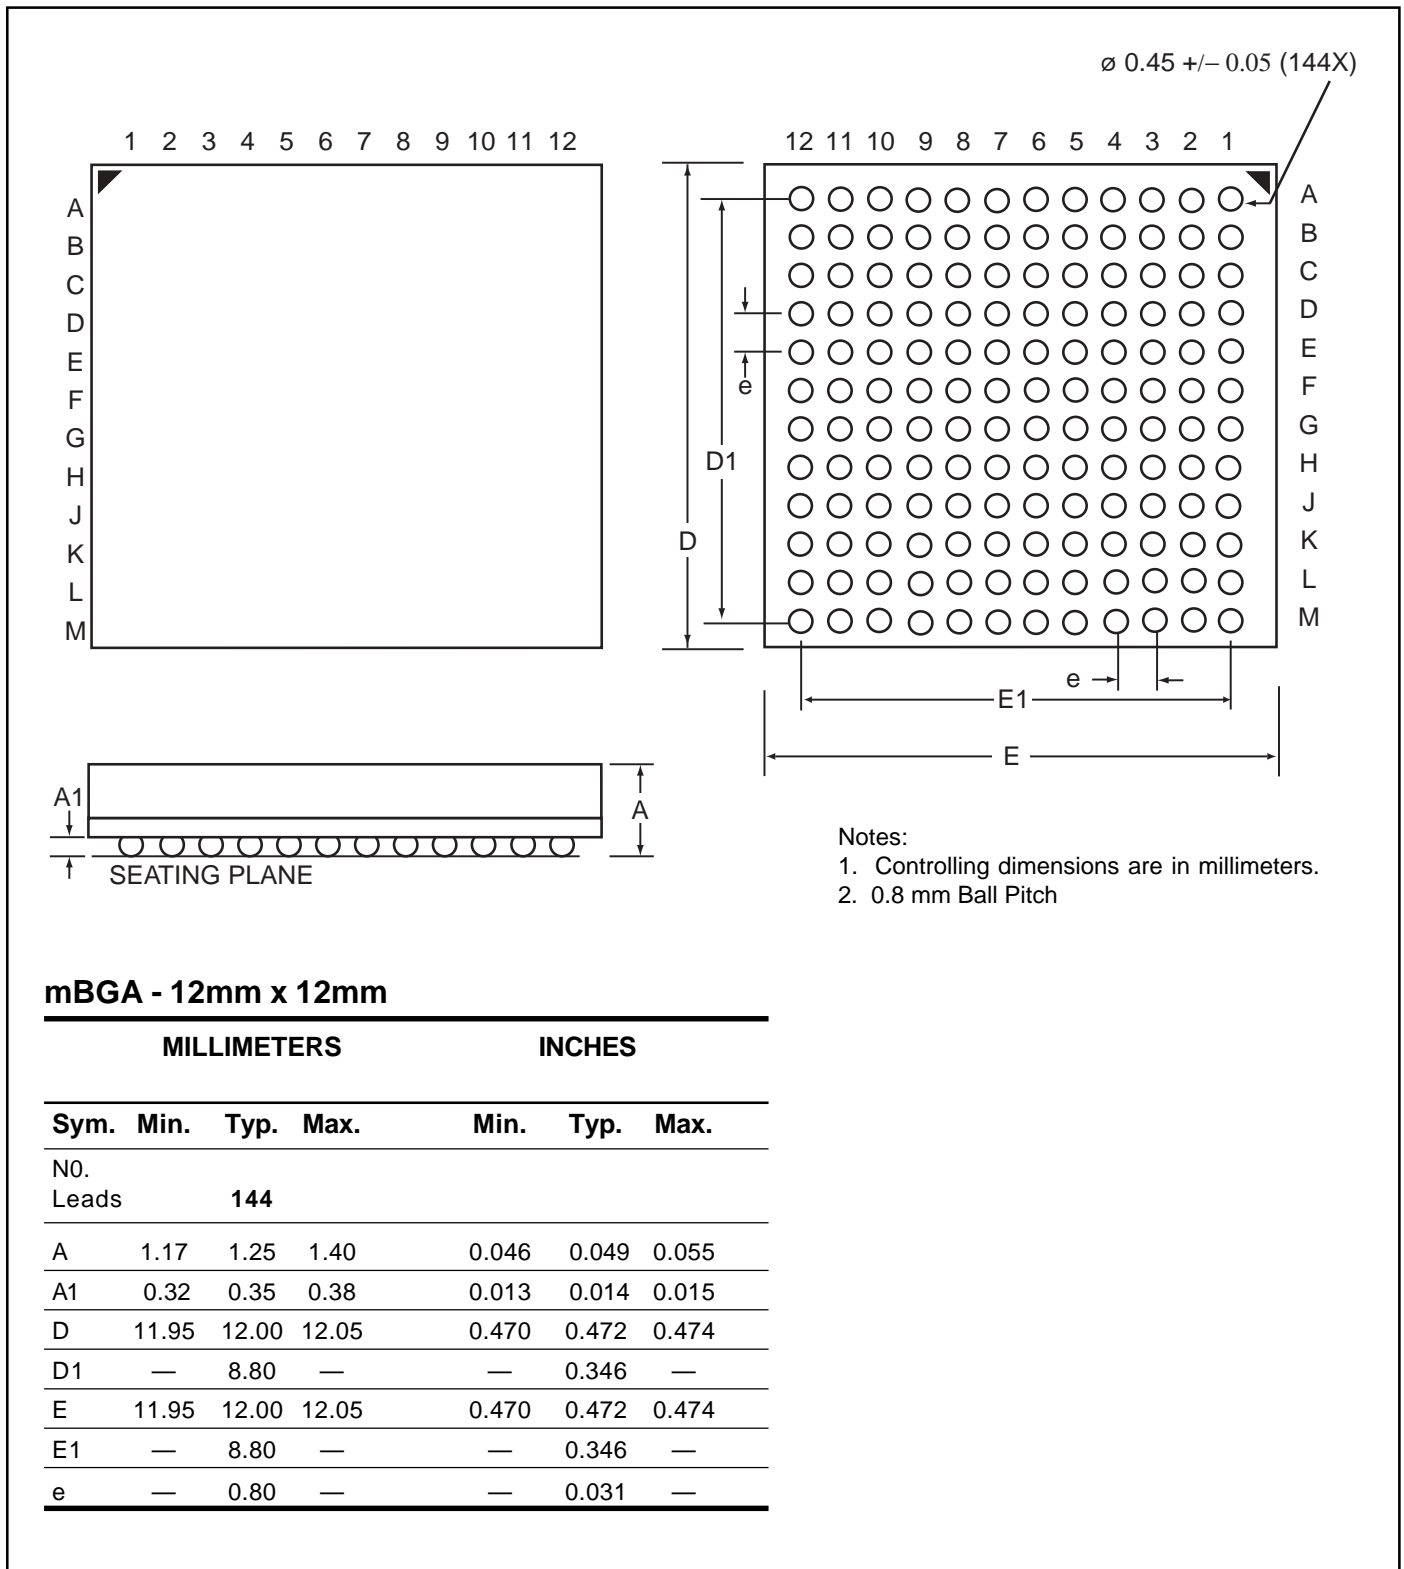 ø 0.45 +/– 0.05 (144X)
1 2 3 4 5 6 7 8 9 10 11 12
12 11 10 9 8 7 6 5 4 3 2 1
A
B
C
D
E
F
G
H
J
K
L
M
A
B
C
D
E
F
G
H
J
K
L
M
e
D1
D
e
E1
E
A1
A
SEATING PLANE
Notes:
1. Controlling dimensions are in millimeters.
2. 0.8 mm Ball Pitch
mBGA - 12mm x 12mm
MILLIMETERS INCHES
Sym. Min. Typ. Max. Min. Typ. Max.
N0.
Leads 144
A 1.17 1.25 1.40 0.046 0.049 0.055
A1 0.32 0.35 0.38 0.013 0.014 0.015
D 11.95 12.00 12.05 0.470 0.472 0.474
D1 — 8.80 — — 0.346 —
E 11.95 12.00 12.05 0.470 0.472 0.474
E1 — 8.80 — — 0.346 —
e — 0.80 — — 0.031 —